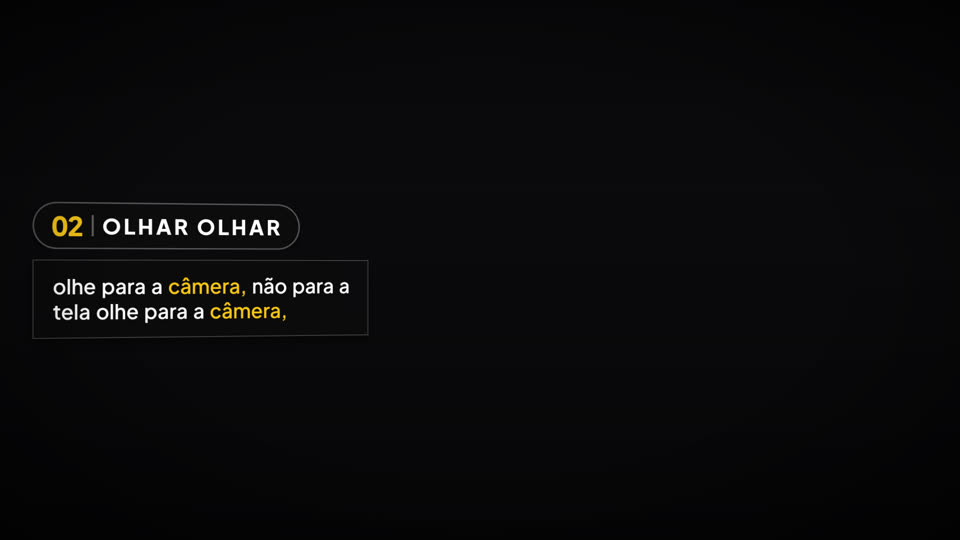 02 | OLHAR OLHAR
olhe para a câmera, não para a
tela olhe para a câmera,